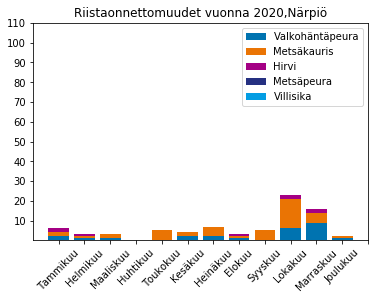 Riistaonnettomuudet vuonna 2020,Närpiö
110
100
90
80
70
60
50
40
30
20
10
Valkohäntäpeura
Metsäkauris
Hirvi
Metsäpeura
Villisika
Tammikuu
Helmikuu
Maaliskuu
Huhtikuu
Toukokuu
Kesäkuu
Heinäkuu
Elokuu
Syyskuu
Lokakuu
Marraskuu
Joulukuu